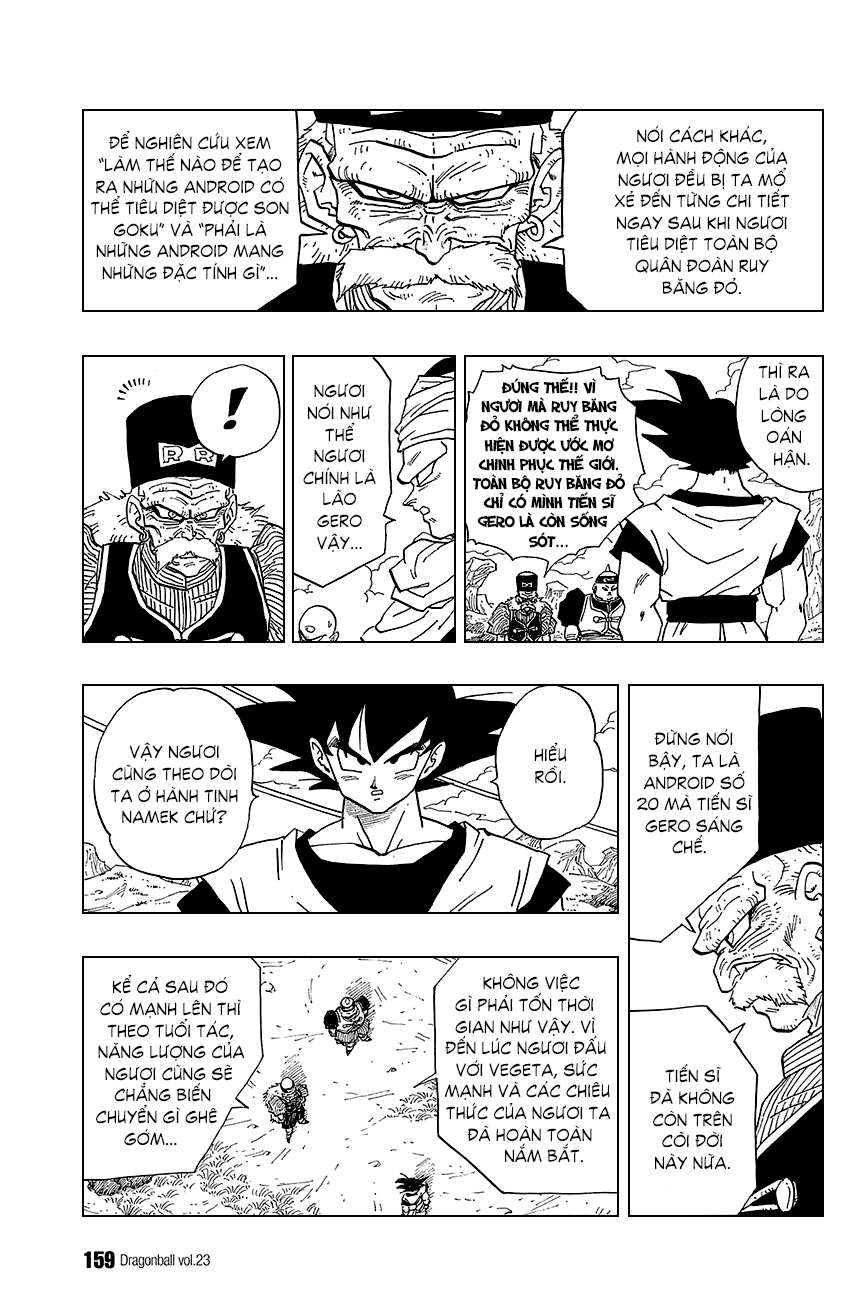 NÓI CÁCH KHÁC,
MỌI HÀNH ĐỘNG CỦA
NGƯƠI ĐỀU BỊ TA MỔ
XẺ ĐẾN TỪNG CHI TIẾT
NGAY SAU KHI NGƯƠI
TIÊU DIỆT TOÀN BỘ
QUÂN ĐOÀN RUY
BĂNG ĐỎ.
ĐỂ NGHIÊN CỨU XEM
“LÀM THẾ NÀO ĐỂ TẠO
RA NHỮNG ANDROID CÓ
THỂ TIÊU DIỆT ĐƯỢC SON
GOKU” VÀ “PHẢI LÀ
NHỮNG ANDROID MANG
NHỮNG ĐẶC TÍNH GÌ”...
THÌ RA
LÀ DO
LÒNG
OÁN
HẬN.
ĐÚNG THẾ!! VÌ
NGƯƠI MÀ RUY BĂNG
ĐỎ KHÔNG THỂ THỰC
HIỆN ĐƯỢC ƯỚC MƠ
CHINH PHỤC THẾ GIỚI.
TOÀN BỘ RUY BĂNG ĐỎ
CHỈ CÓ MÌNH TIẾN SĨ
GERO LÀ CÒN SỐNG
SÓT...
NGƯƠI
NÓI NHƯ
THỂ
NGƯƠI
CHÍNH LÀ
LÃO
GERO
VẬY...
!
R R
ĐỪNG NÓI
BẬY, TA LÀ
ANDROID SỐ
20 MÀ TIẾN SĨ
GERO SÁNG
CHẾ.
TIẾN SĨ
ĐÃ KHÔNG
CÒN TRÊN
CÕI ĐỜI
NÀY NỮA.
HIỂU
RỒI.
VẬY NGƯƠI
CŨNG THEO DÕI
TA Ở HÀNH TINH
NAMEK CHỨ?
KHÔNG VIỆC
GÌ PHẢI TỐN THỜI
GIAN NHƯ VẬY. VÌ
ĐẾN LÚC NGƯƠI ĐẤU
VỚI VEGETA, SỨC
MẠNH VÀ CÁC CHIÊU
THỨC CỦA NGƯƠI TA
ĐÃ HOÀN TOÀN
NẮM BẮT.
KỂ CẢ SAU ĐÓ
CÓ MẠNH LÊN THÌ
THEO TUỔI TÁC,
NĂNG LƯỢNG CỦA
NGƯƠI CŨNG SẼ
CHẲNG BIẾN
CHUYỂN GÌ GHÊ
GỚM...
159 Dragonball vol.23